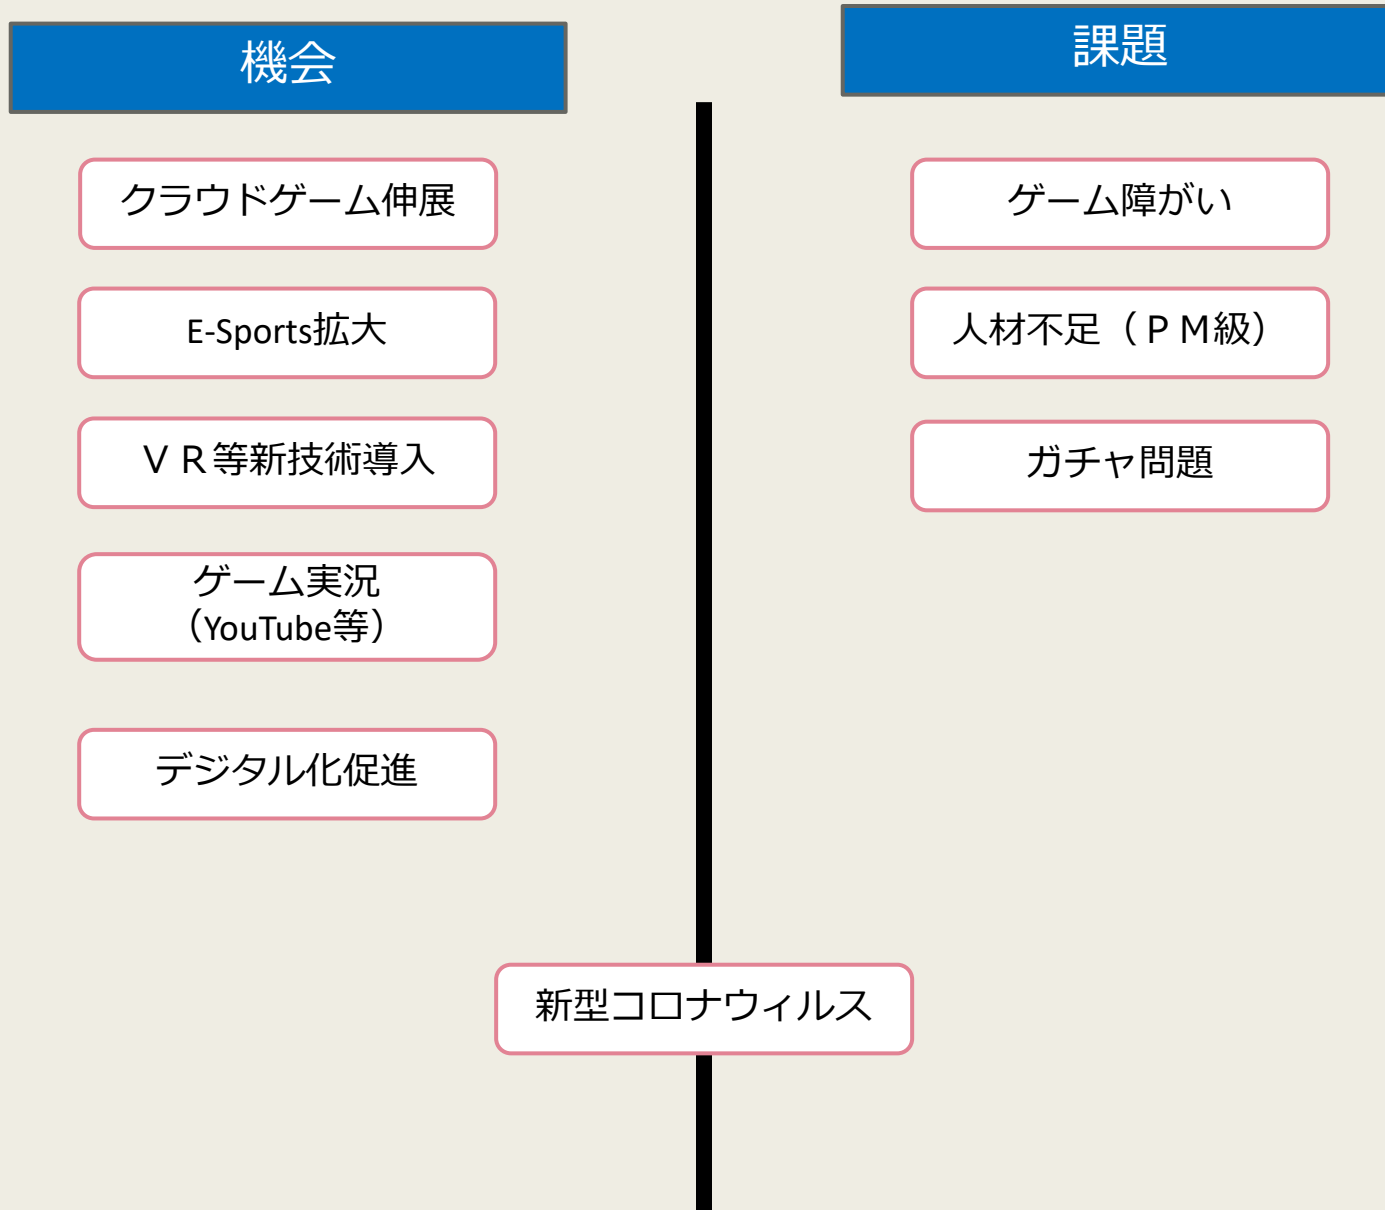 機会
課題
クラウドゲーム伸展
E-Sports拡大
ＶＲ等新技術導入
ゲーム実況
（YouTube等）
デジタル化促進
ゲーム障がい
人材不足（ＰＭ級）
ガチャ問題
新型コロナウィルス